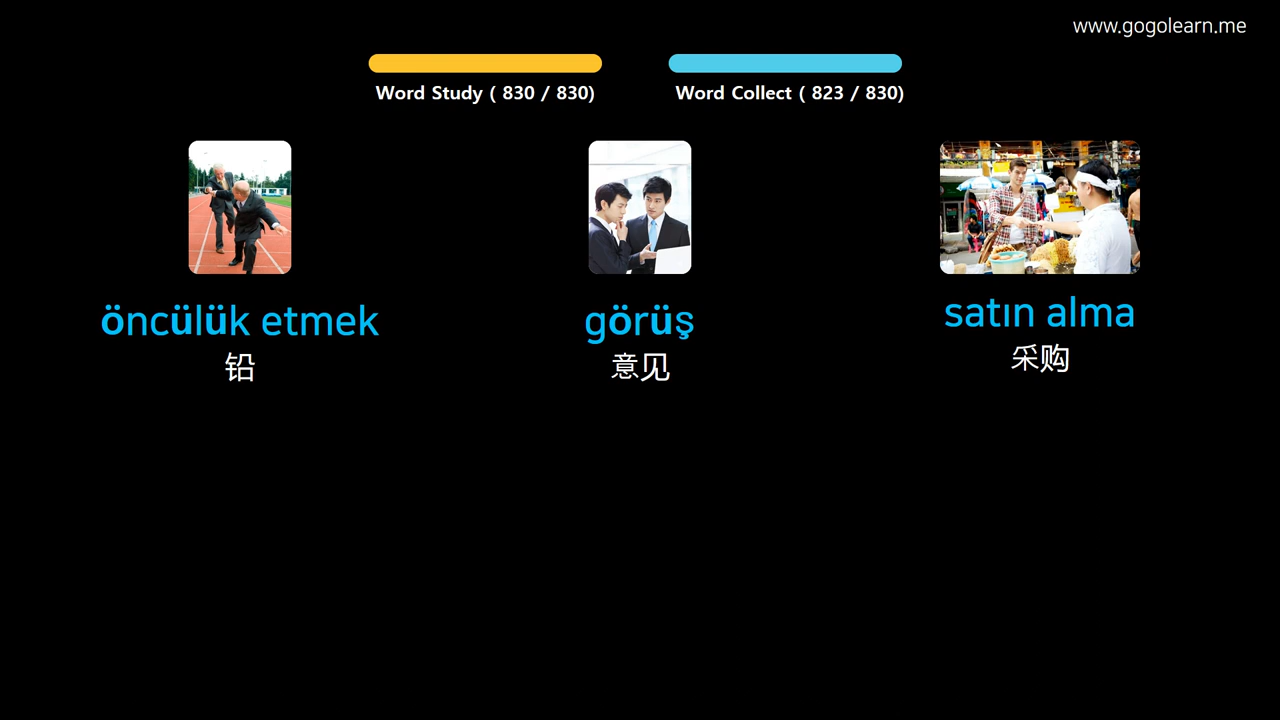 www.gogolearn.me
Word Study ( 830 / 830)
Word Collect ( 823 / 830)
öncülük etmek
铅
görüş
意见
satın alma
采购